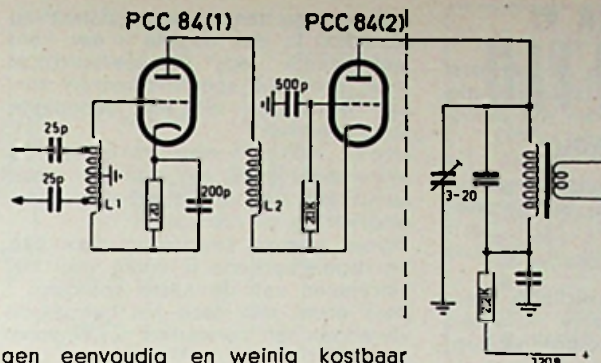 PCC 84(1)
PCC 84(2)
25p
25p
L1
120
200p
L2
500p
20K
3-20
2,2K
+
gen eenvoudig en weinig kostbaar